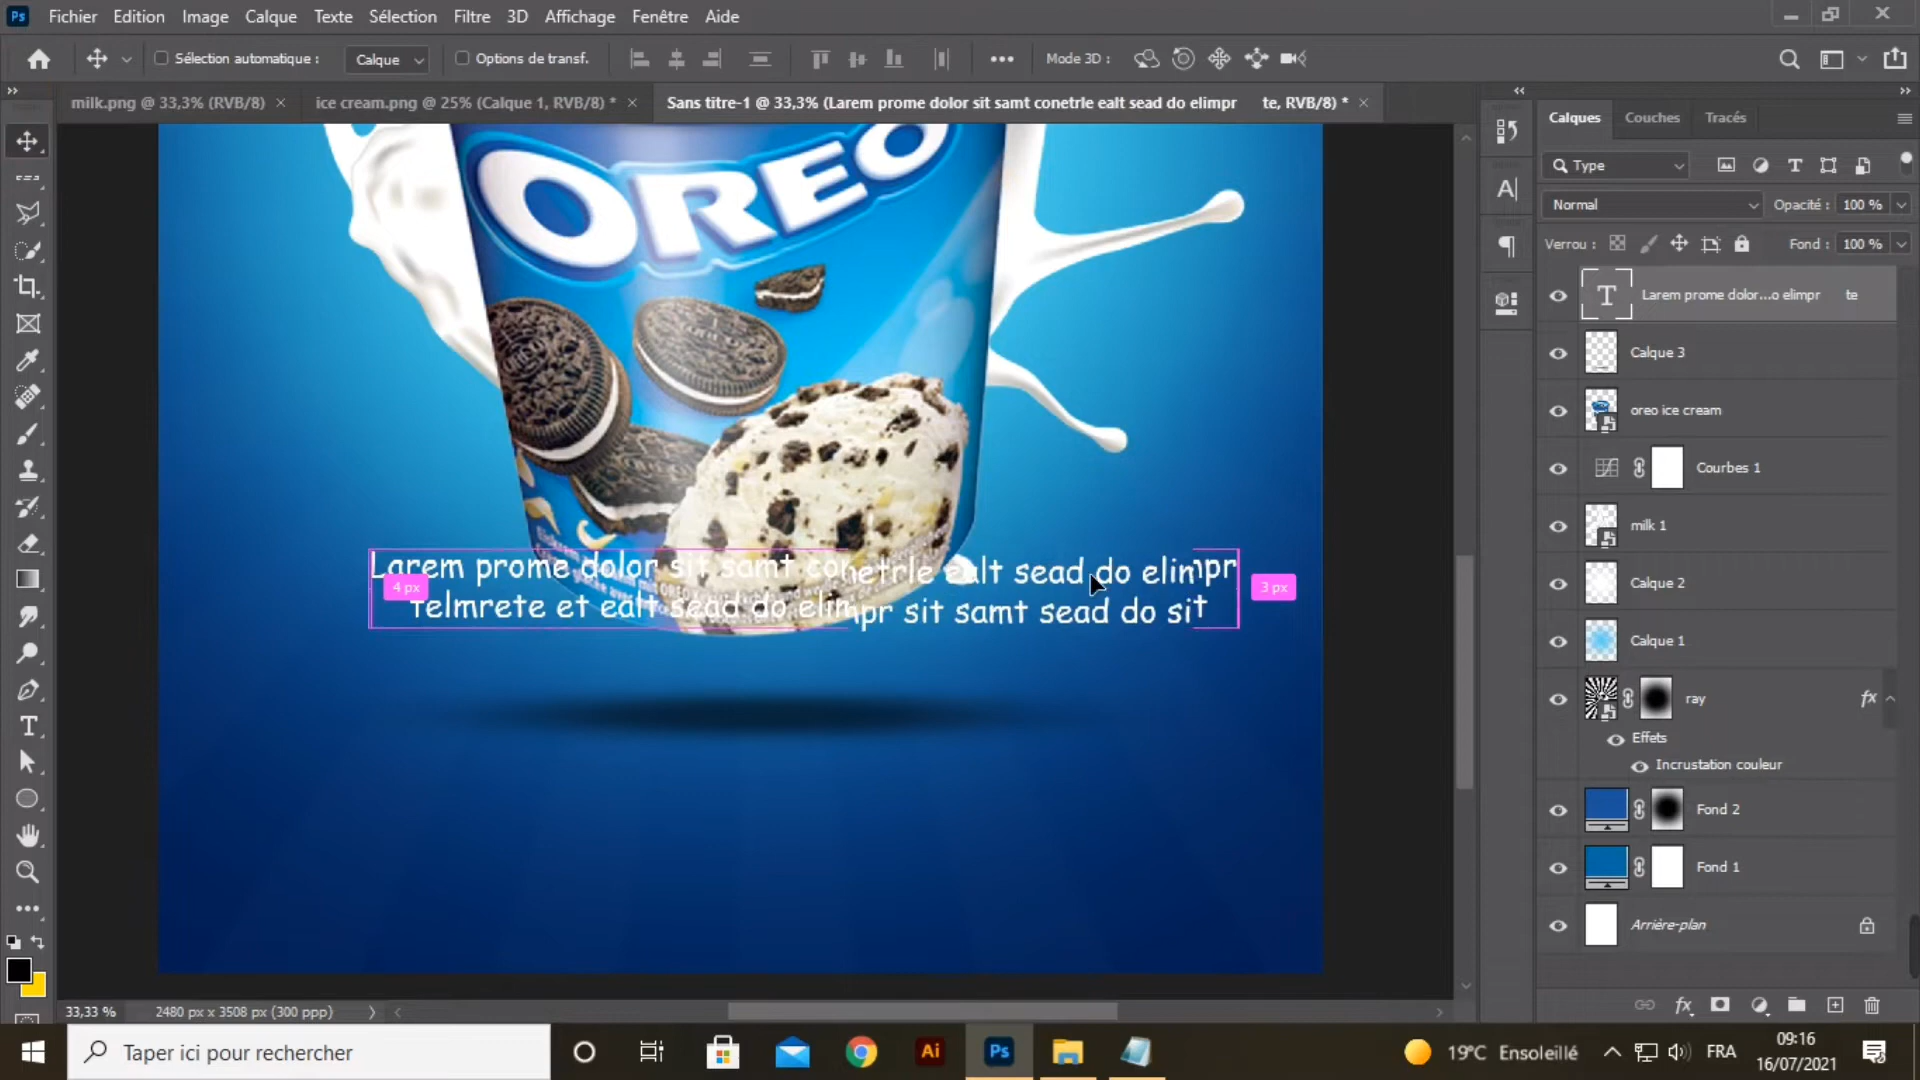 Ps Fichier Edition Image Calque Texte Sélection Filtre 3D Affichage Fenêtre Aide
Sélection automatique : Calque Options de transf. Mode 3D :
milk.png @ 33,3% (RVB/8) ice cream.png @ 25% (Calque 1, RVB/8) * Sans titre-1 @ 33,3% (Larem prome dolor sit samt conetrle ealt sead do elimpr te, RVB/8) *
Calques Couches Tracés
Type
Normal Opacité : 100 %
Verrou : Fond : 100 %
Larem prome dolor...o elimpr te
Calque 3
oreo ice cream
Courbes 1
milk 1
Calque 2
Calque 1
ray fx
Effets
Incrustation couleur
Fond 2
Fond 1
Arrière-plan
OREO
Larem prome dolor sit samt conetrle ealt sead do elimpr
Telmrete et ealt sead do elimpr sit samt sead do sit
4 px
3 px
33,33 % 2480 px x 3508 px (300 ppp)
Taper ici pour rechercher
Ai Ps
19°C Ensoleillé FRA
09:16
16/07/2021